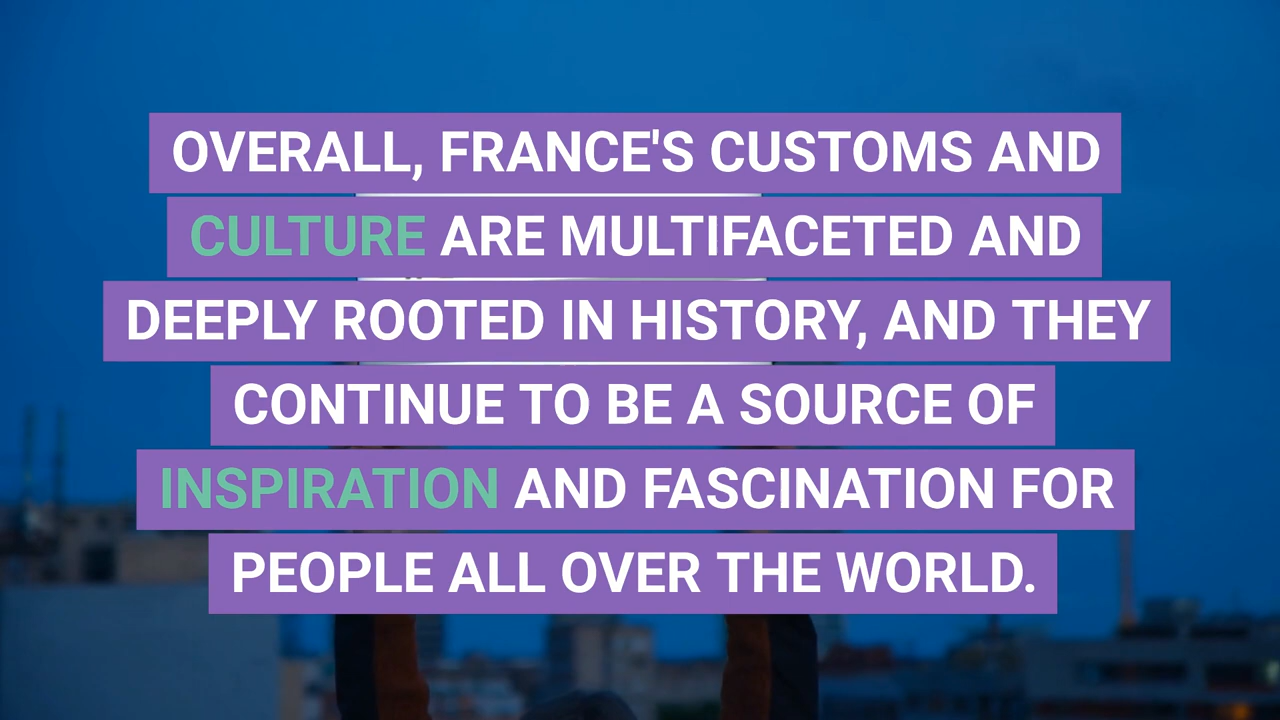 OVERALL, FRANCE'S CUSTOMS AND
CULTURE ARE MULTIFACETED AND
DEEPLY ROOTED IN HISTORY, AND THEY
CONTINUE TO BE A SOURCE OF
INSPIRATION AND FASCINATION FOR
PEOPLE ALL OVER THE WORLD.